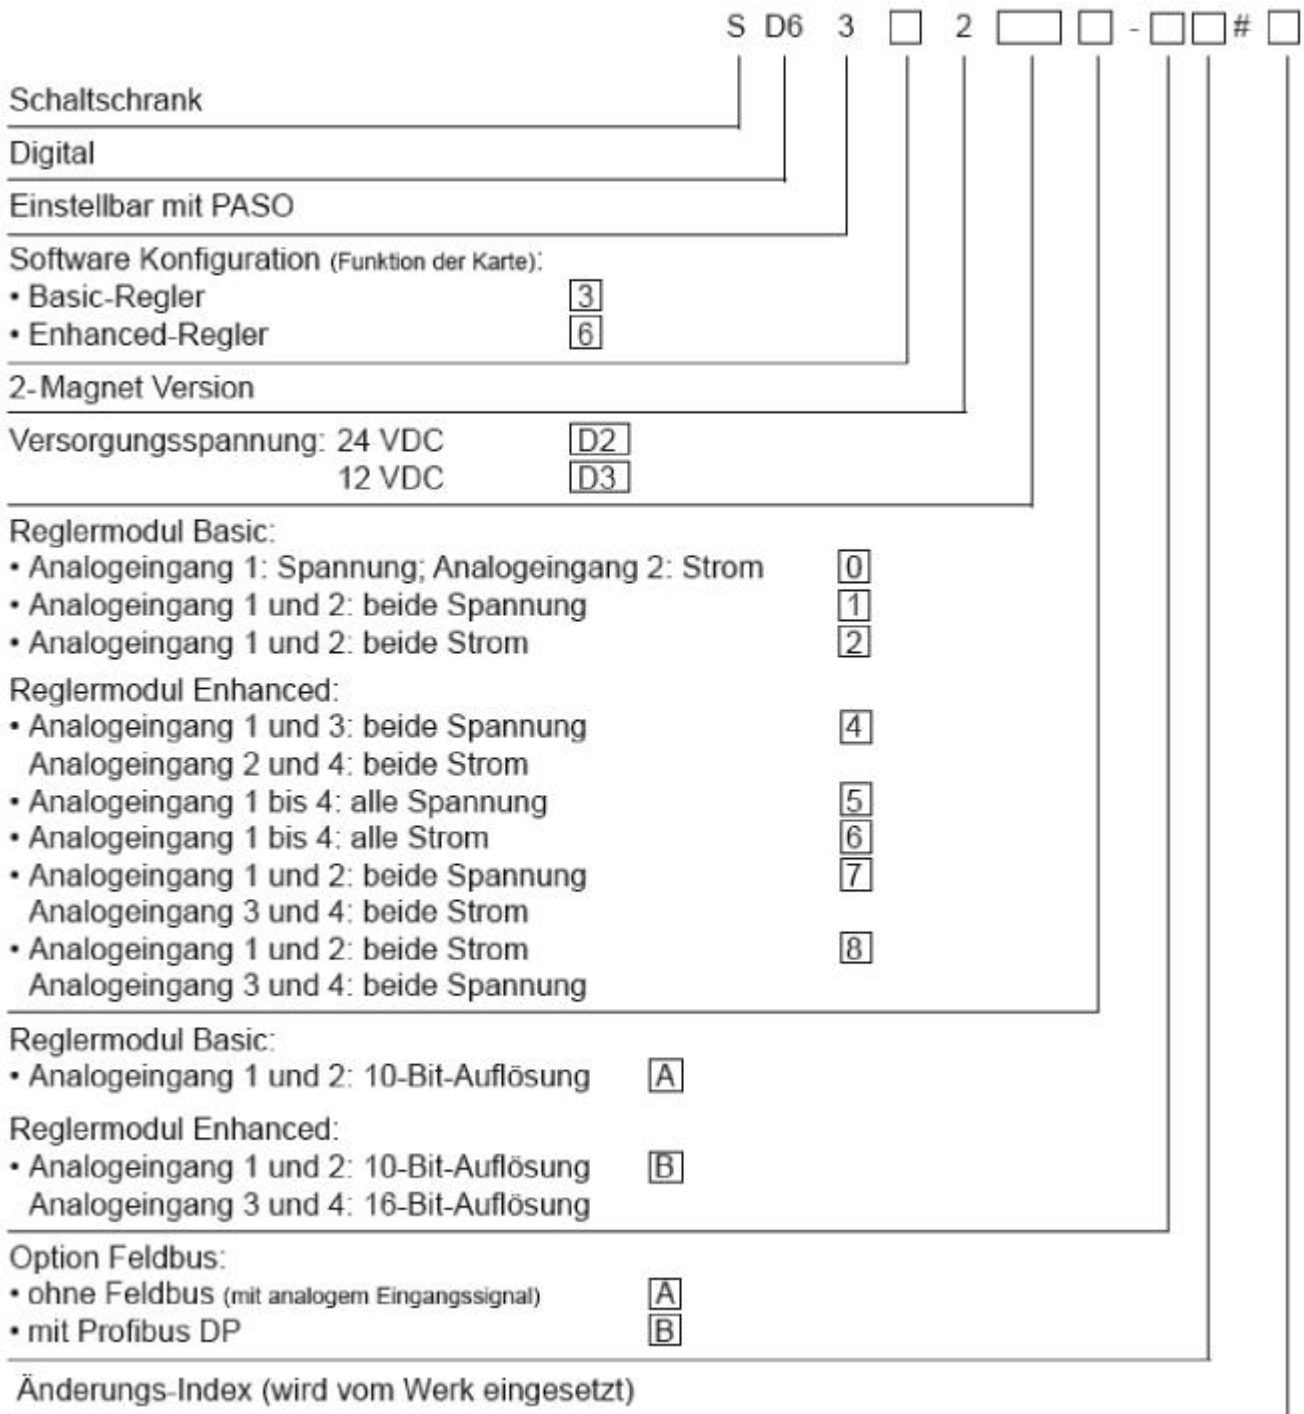 S D6 3 2 - #
Schaltschrank
Digital
Einstellbar mit PASO
Software Konfiguration (Funktion der Karte):
• Basic-Regler 3
• Enhanced-Regler 6
2-Magnet Version
Versorgungsspannung: 24 VDC D2
12 VDC D3
Reglermodul Basic:
• Analogeingang 1: Spannung; Analogeingang 2: Strom 0
• Analogeingang 1 und 2: beide Spannung 1
• Analogeingang 1 und 2: beide Strom 2
Reglermodul Enhanced:
• Analogeingang 1 und 3: beide Spannung 4
Analogeingang 2 und 4: beide Strom
• Analogeingang 1 bis 4: alle Spannung 5
• Analogeingang 1 bis 4: alle Strom 6
• Analogeingang 1 und 2: beide Spannung 7
Analogeingang 3 und 4: beide Strom
• Analogeingang 1 und 2: beide Strom 8
Analogeingang 3 und 4: beide Spannung
Reglermodul Basic:
• Analogeingang 1 und 2: 10-Bit-Auflösung A
Reglermodul Enhanced:
• Analogeingang 1 und 2: 10-Bit-Auflösung B
Analogeingang 3 und 4: 16-Bit-Auflösung
Option Feldbus:
• ohne Feldbus (mit analogem Eingangssignal) A
• mit Profibus DP B
Änderungs-Index (wird vom Werk eingesetzt)